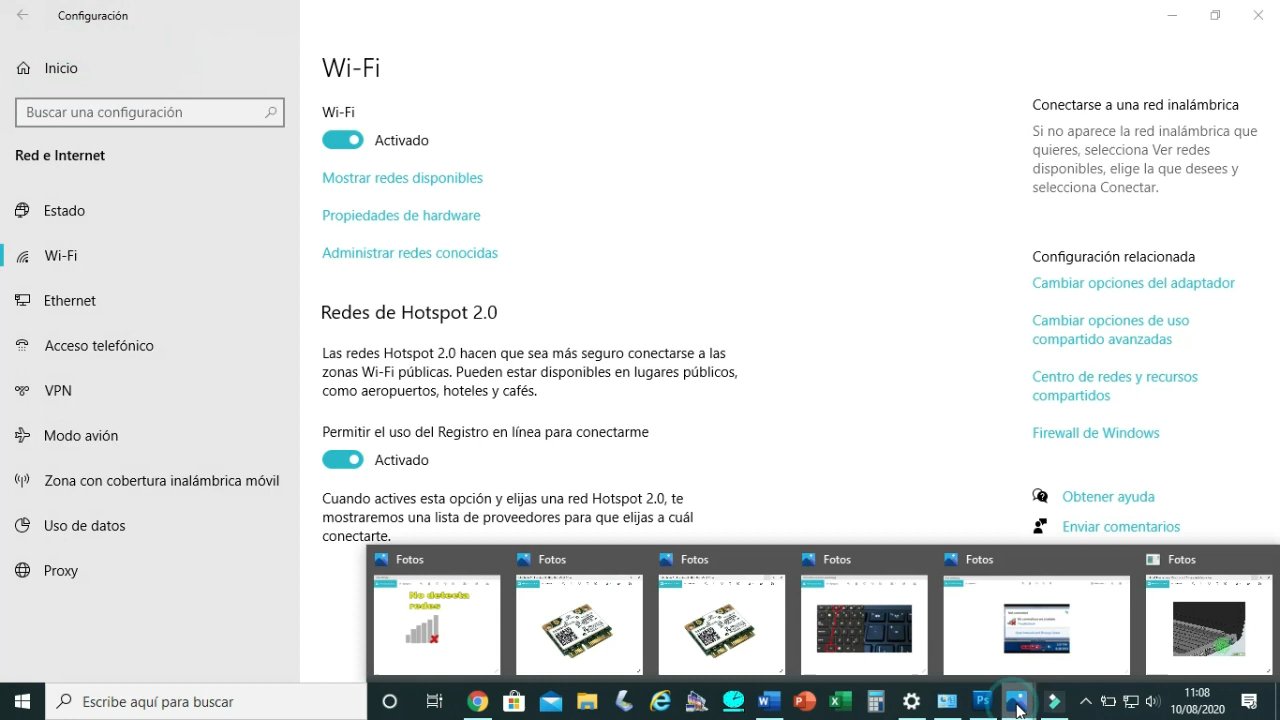 Configuración
Inicio
Buscar una configuración
Red e Internet
Estado
Wi-Fi
Ethernet
Acceso telefónico
VPN
Modo avión
Zona con cobertura inalámbrica móvil
Uso de datos
Proxy
Wi-Fi
Wi-Fi
Activado
Mostrar redes disponibles
Propiedades de hardware
Administrar redes conocidas
Redes de Hotspot 2.0
Las redes Hotspot 2.0 hacen que sea más seguro conectarse a las
zonas Wi-Fi públicas. Pueden estar disponibles en lugares públicos,
como aeropuertos, hoteles y cafés.
Permitir el uso del Registro en línea para conectarme
Activado
Cuando actives esta opción y elijas una red Hotspot 2.0, te
mostraremos una lista de proveedores para que elijas a cuál
conectarte.
Conectarse a una red inalámbrica
Si no aparece la red inalámbrica que
quieres, selecciona Ver redes
disponibles, elige la que desees y
selecciona Conectar.
Configuración relacionada
Cambiar opciones del adaptador
Cambiar opciones de uso
compartido avanzadas
Centro de redes y recursos
compartidos
Firewall de Windows
Obtener ayuda
Enviar comentarios
Fotos
Fotos
Fotos
Fotos
Fotos
Fotos
No detecta
redes
Escribe aquí para buscar
11:08
10/08/2020